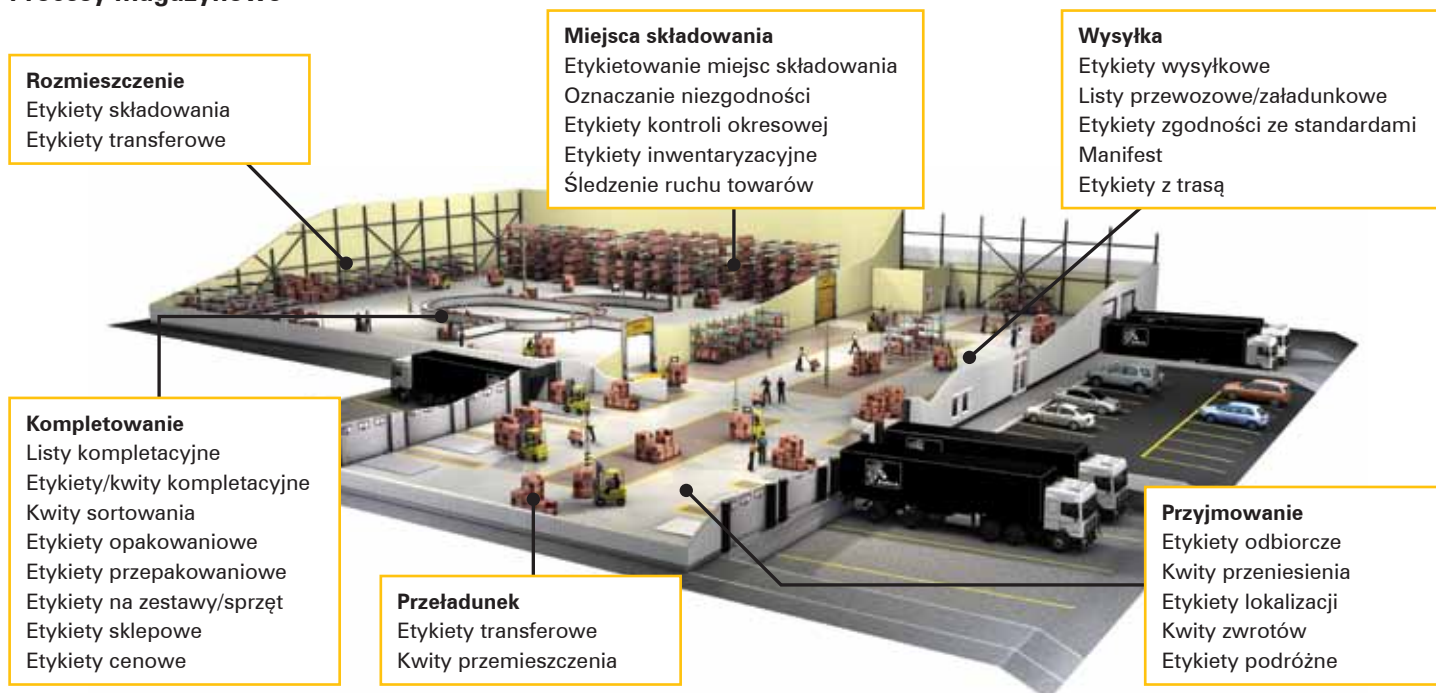 Rozmieszczenie
Etykiety składowania
Etykiety transferowe
Miejsca składowania
Etykietowanie miejsc składowania
Oznaczanie niezgodności
Etykiety kontroli okresowej
Etykiety inwentaryzacyjne
Śledzenie ruchu towarów
Wysyłka
Etykiety wysyłkowe
Listy przewozowe/załadunkowe
Etykiety zgodności ze standardami
Manifest
Etykiety z trasą
Kompletowanie
Listy kompletacyjne
Etykiety/kwity kompletacyjne
Kwity sortowania
Etykiety opakowaniowe
Etykiety przepakowaniowe
Etykiety na zestawy/sprzęt
Etykiety sklepowe
Etykiety cenowe
Przeładunek
Etykiety transferowe
Kwity przemieszczenia
Przyjmowanie
Etykiety odbiorcze
Kwity przeniesienia
Etykiety lokalizacji
Kwity zwrotów
Etykiety podróżne